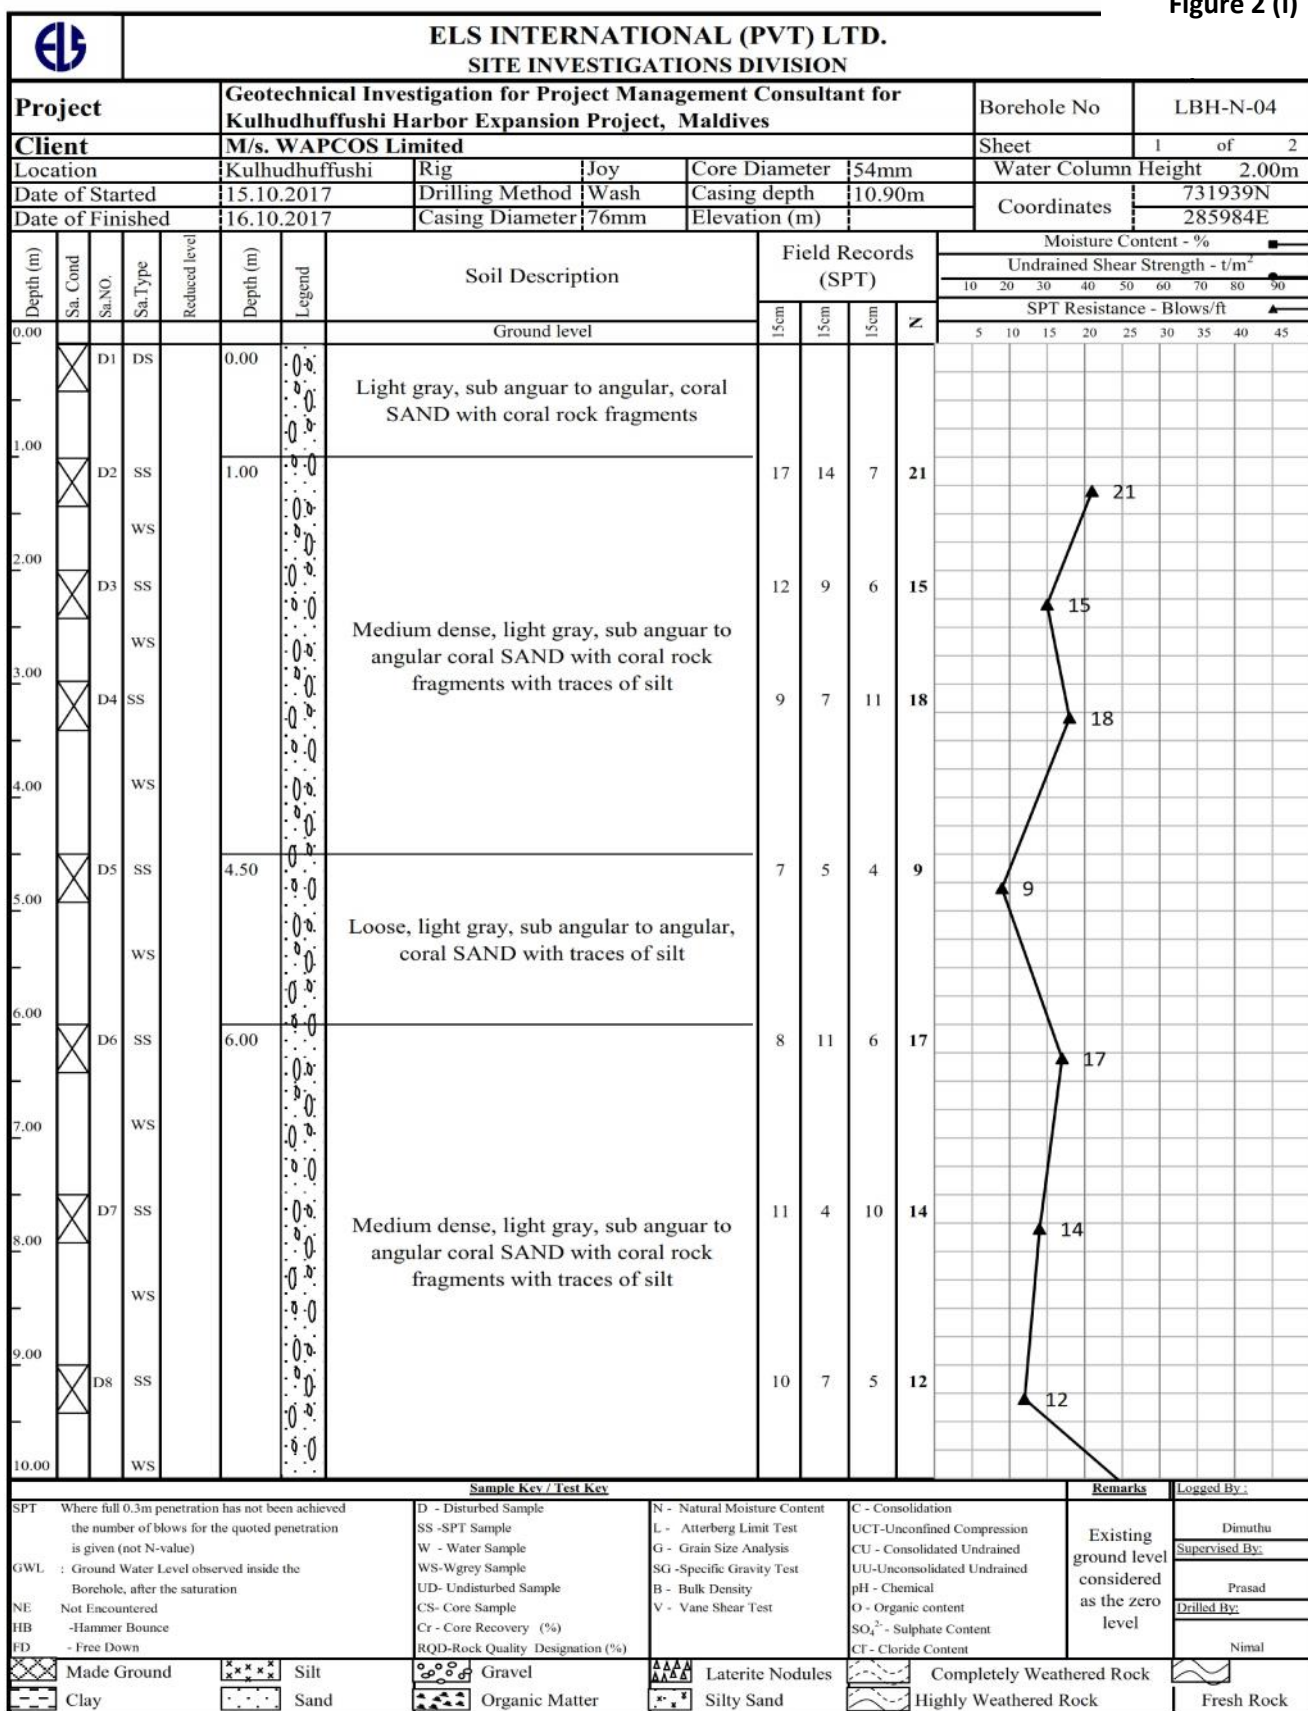 Figure 2 (I)
ELS
ELS INTERNATIONAL (PVT) LTD.
SITE INVESTIGATIONS DIVISION
Project Geotechnical Investigation for Project Management Consultant for Kulhudhuffushi Harbor Expansion Project, Maldives Borehole No LBH-N-04
Client M/s. WAPCOS Limited Sheet 1 of 2
Location Kulhudhuffushi Rig Joy Core Diameter 54mm Water Column Height 2.00m
Date of Started 15.10.2017 Drilling Method Wash Casing depth 10.90m Coordinates 731939N
Date of Finished 16.10.2017 Casing Diameter 76mm Elevation (m) 285984E
Depth (m) Sa. Cond Sa.NO. Sa.Type Reduced level Depth (m) Legend Soil Description Field Records (SPT) 15cm 15cm 15cm N
Moisture Content - %
Undrained Shear Strength - t/m²
10 20 30 40 50 60 70 80 90
SPT Resistance - Blows/ft
0.00 Ground level 5 10 15 20 25 30 35 40 45
D1 DS 0.00
Light gray, sub anguar to angular, coral
SAND with coral rock fragments
1.00
D2 SS 1.00 17 14 7 21
21
WS
2.00
D3 SS 12 9 6 15
15
Medium dense, light gray, sub anguar to
WS
angular coral SAND with coral rock
3.00
fragments with traces of silt
D4 SS 9 7 11 18
18
4.00 WS
D5 SS 4.50 7 5 4 9
9
5.00
Loose, light gray, sub angular to angular,
WS coral SAND with traces of silt
6.00
D6 SS 6.00 8 11 6 17
17
7.00 WS
D7 SS 11 4 10 14
14
Medium dense, light gray, sub anguar to
8.00
angular coral SAND with coral rock
fragments with traces of silt
WS
9.00
D8 SS 10 7 5 12
12
10.00 WS
Sample Key / Test Key
SPT Where full 0.3m penetration has not been achieved
the number of blows for the quoted penetration
is given (not N-value)
GWL : Ground Water Level observed inside the
Borehole, after the saturation
NE Not Encountered
HB -Hammer Bounce
FD - Free Down
D - Disturbed Sample
SS -SPT Sample
W - Water Sample
WS-Wgrey Sample
UD- Undisturbed Sample
CS- Core Sample
Cr - Core Recovery (%)
RQD-Rock Quality Designation (%)
N - Natural Moisture Content
L - Atterberg Limit Test
G - Grain Size Analysis
SG -Specific Gravity Test
B - Bulk Density
V - Vane Shear Test
C - Consolidation
UCT-Unconfined Compression
CU - Consolidated Undrained
UU-Unconsolidated Undrained
pH - Chemical
O - Organic content
SO₄²⁻ - Sulphate Content
Cl⁻ - Cloride Content
Remarks
Existing
ground level
considered
as the zero
level
Logged By :
Dimuthu
Supervised By:
Prasad
Drilled By:
Nimal
Made Ground Silt Gravel Laterite Nodules Completely Weathered Rock
Clay Sand Organic Matter Silty Sand Highly Weathered Rock Fresh Rock